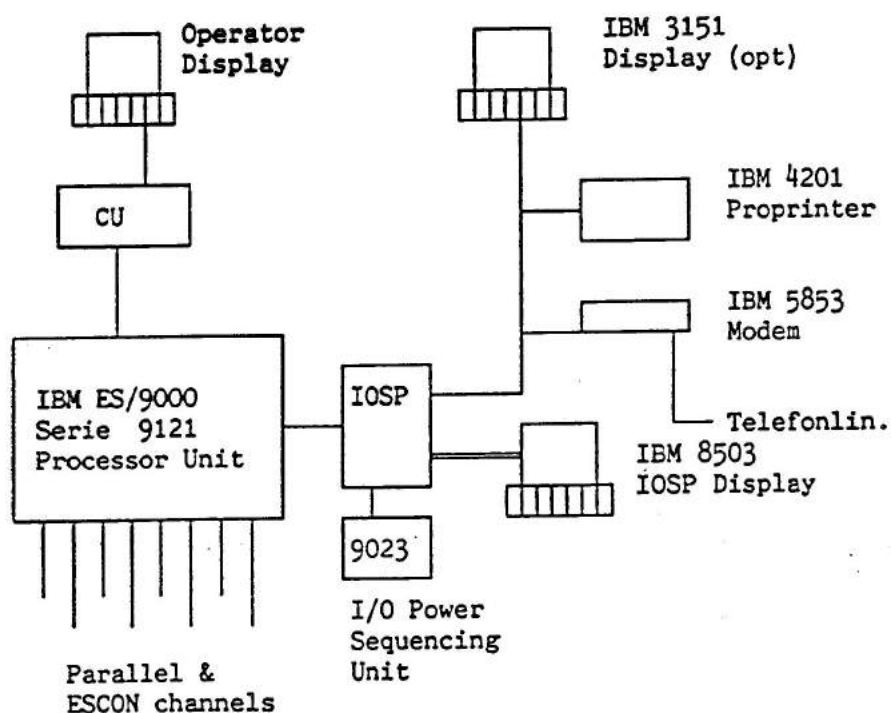 Operator
Display
IBM 3151
Display (opt)
CU
IBM 4201
Proprinter
IBM 5853
Modem
IBM ES/9000
Serie 9121
Processor Unit
IOSP
Telefonlin.
IBM 8503
IOSP Display
9023
I/O Power
Sequencing
Unit
Parallel &
ESCON channels